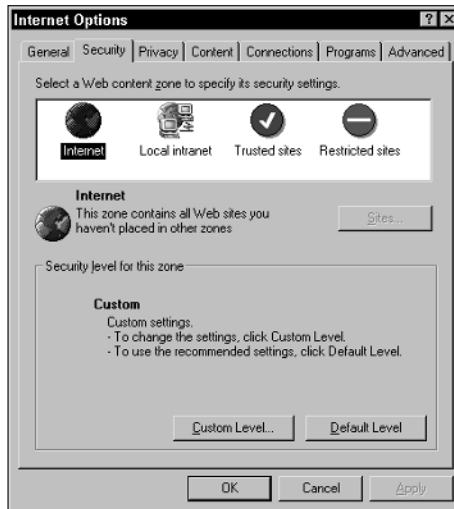 Internet Options
General Security Privacy Content Connections Programs Advanced
Select a Web content zone to specify its security settings.
Internet Local intranet Trusted sites Restricted sites
Internet
This zone contains all Web sites you
haven't placed in other zones
Sites...
Security level for this zone
Custom
Custom settings.
- To change the settings, click Custom Level.
- To use the recommended settings, click Default Level.
Custom Level... Default Level
OK Cancel Apply